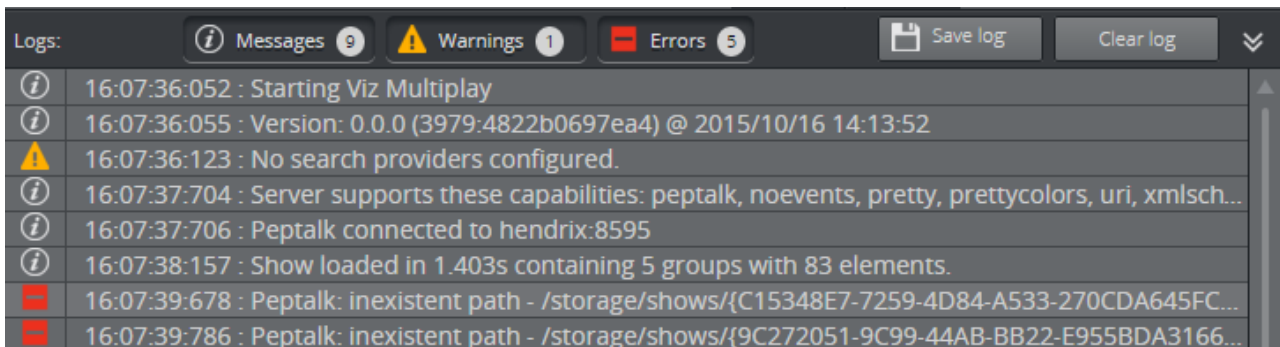 Logs: Messages 9 Warnings 1 Errors 5 Save log Clear log
16:07:36:052 : Starting Viz Multiplay
16:07:36:055 : Version: 0.0.0 (3979:4822b0697ea4) @ 2015/10/16 14:13:52
16:07:36:123 : No search providers configured.
16:07:37:704 : Server supports these capabilities: peptalk, noevents, pretty, prettycolors, uri, xmlsch...
16:07:37:706 : Peptalk connected to hendrix:8595
16:07:38:157 : Show loaded in 1.403s containing 5 groups with 83 elements.
16:07:39:678 : Peptalk: inexistent path - /storage/shows/{C15348E7-7259-4D84-A533-270CDA645FC...
16:07:39:786 : Peptalk: inexistent path - /storage/shows/{9C272051-9C99-44AB-BB22-E955BDA3166...